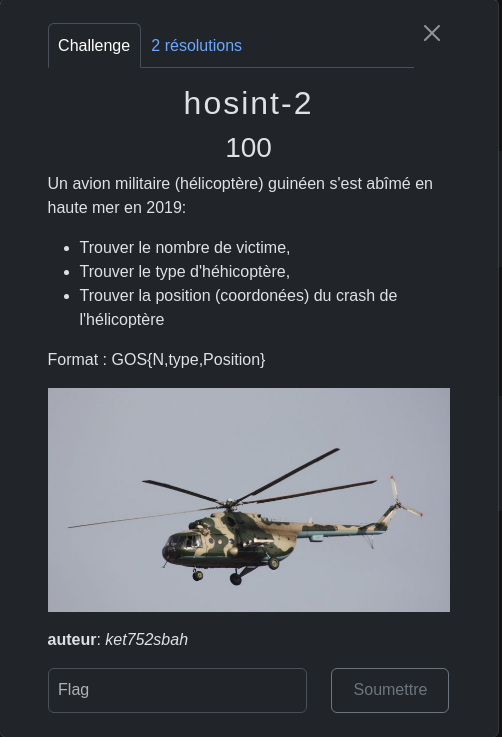 Challenge
2 résolutions
hosint-2
100
Un avion militaire (hélicoptère) guinéen s'est abîmé en
haute mer en 2019:
Trouver le nombre de victime,
Trouver le type d'héhicoptère,
Trouver la position (coordonées) du crash de
l'hélicoptère
Format : GOS{N,type,Position}
auteur: ket752sbah
Flag
Soumettre